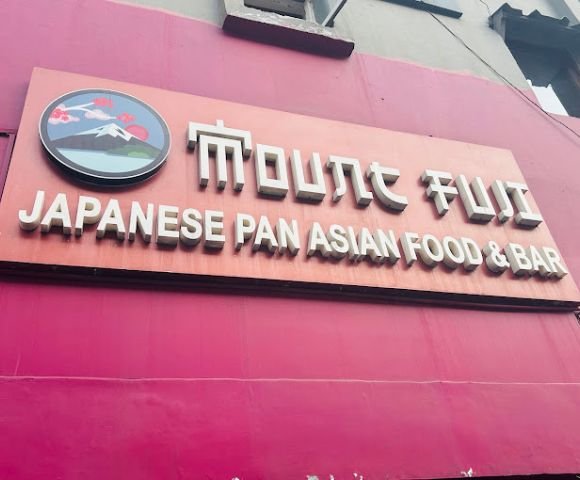 MOUNT FUJI
JAPANESE PAN ASIAN FOOD & BAR